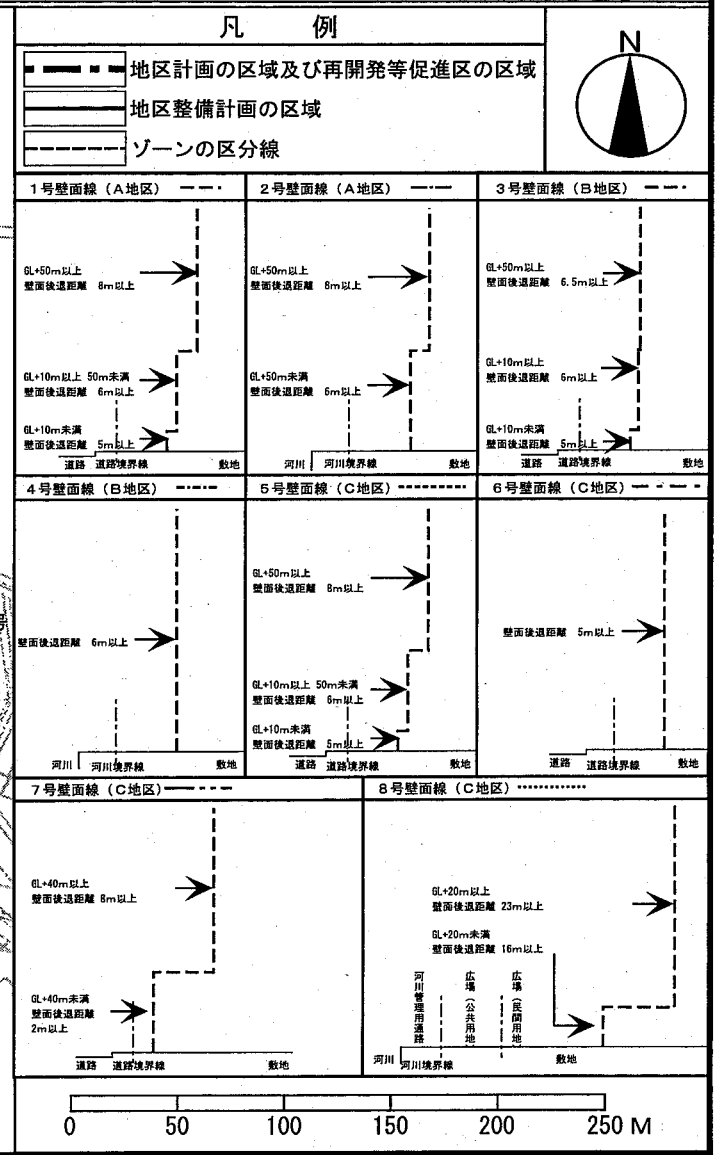 凡 例
N
地区計画の区域及び再開発等促進区の区域
地区整備計画の区域
ゾーンの区分線
1号壁面線(A地区)
GL+50m以上
壁面後退距離 8m以上
GL+10m以上 50m未満
壁面後退距離 6m以上
GL+10m未満
壁面後退距離 5m以上
道路 道路境界線 敷地
2号壁面線(A地区)
GL+50m以上
壁面後退距離 8m以上
GL+50m未満
壁面後退距離 6m以上
河川 河川境界線 敷地
3号壁面線(B地区)
GL+50m以上
壁面後退距離 6.5m以上
GL+10m以上
壁面後退距離 6m以上
GL+10m未満
壁面後退距離 5m以上
道路 道路境界線 敷地
4号壁面線(B地区)
壁面後退距離 6m以上
河川 河川境界線 敷地
5号壁面線(C地区)
GL+50m以上
壁面後退距離 8m以上
GL+10m以上 50m未満
壁面後退距離 6m以上
GL+10m未満
壁面後退距離 5m以上
道路 道路境界線 敷地
6号壁面線(C地区)
壁面後退距離 5m以上
道路 道路境界線 敷地
7号壁面線(C地区)
GL+40m以上
壁面後退距離 8m以上
GL+40m未満
壁面後退距離
2m以上
道路 道路境界線 敷地
8号壁面線(C地区)
GL+20m以上
壁面後退距離 23m以上
GL+20m未満
壁面後退距離 16m以上
河川管理用通路
広場(公共用地)
広場(民間用地)
河川 河川境界線 敷地
0 50 100 150 200 250 M